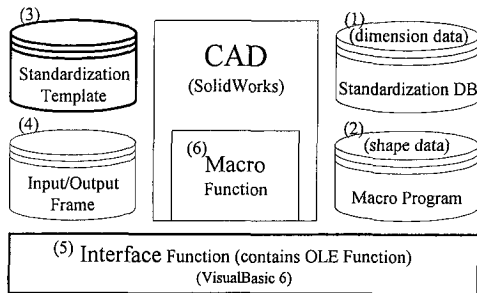 (3)
Standardization
Template
(4)
Input/Output
Frame
CAD
(SolidWorks)
(6)
Macro
Function
(1)
(dimension data)
Standardization DB
(2)
(shape data)
Macro Program
(5) Interface Function (contains OLE Function)
(VisualBasic 6)